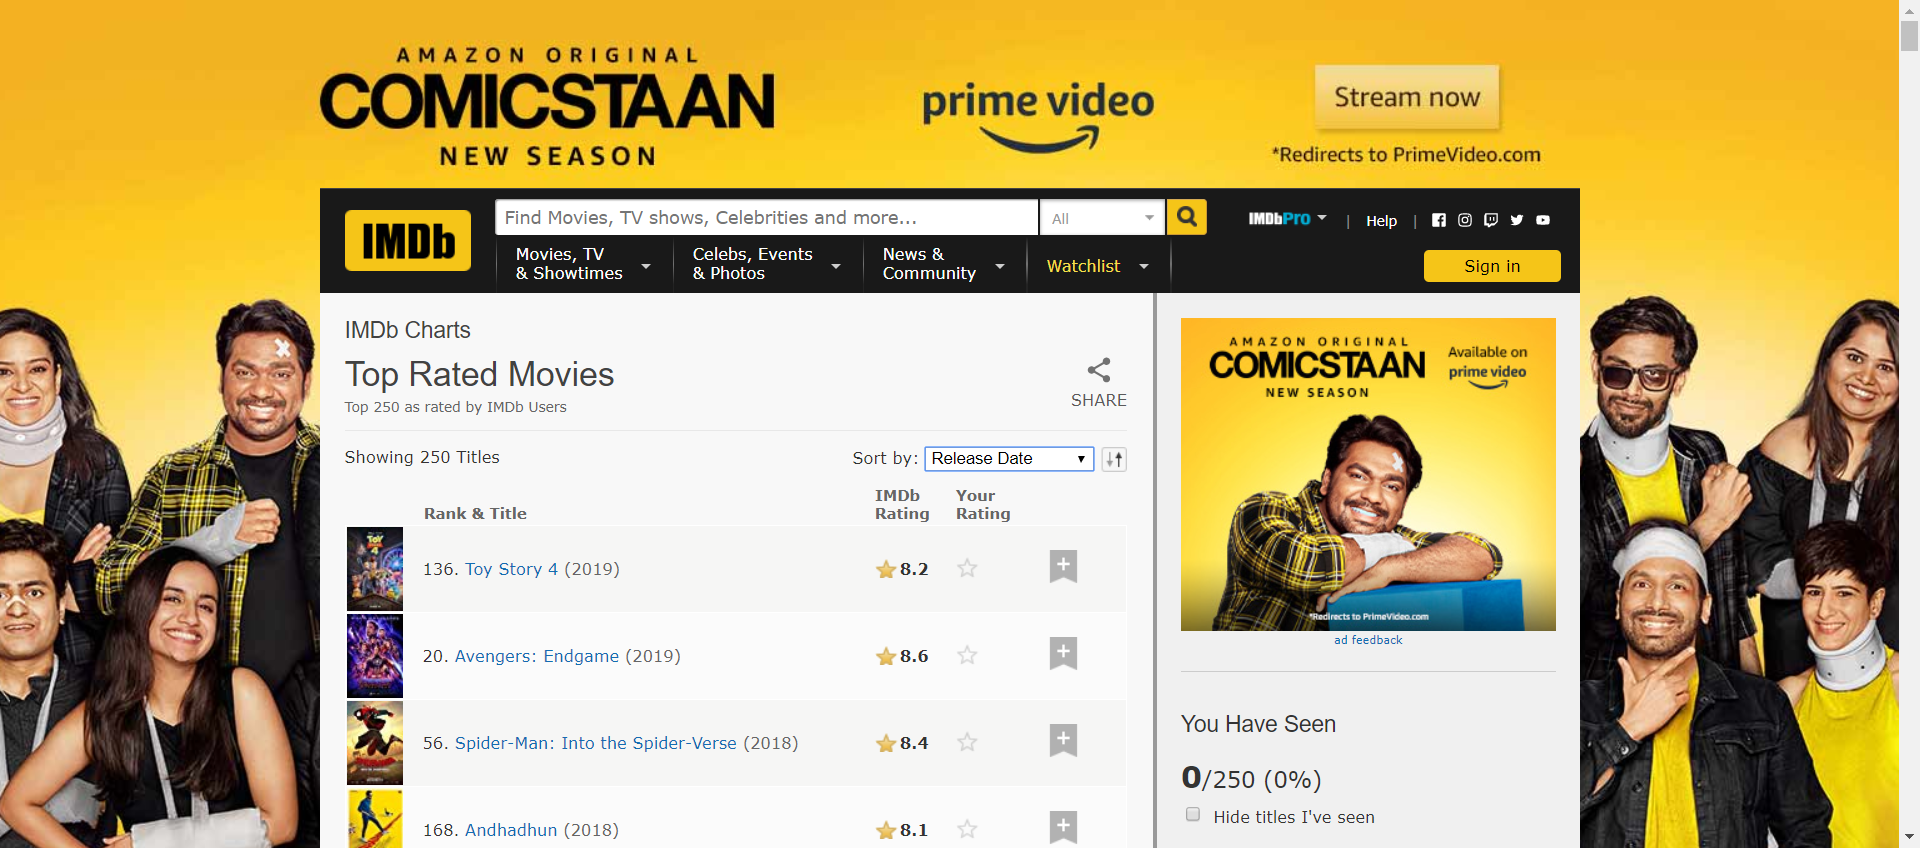 AMAZON ORIGINAL
COMICSTAAN
NEW SEASON
prime video
Stream now
*Redirects to PrimeVideo.com
IMDb
Find Movies, TV shows, Celebrities and more...
All
IMDbPro
|
Help
|
Movies, TV
& Showtimes
Celebs, Events
& Photos
News &
Community
Watchlist
Sign in
IMDb Charts
Top Rated Movies
Top 250 as rated by IMDb Users
SHARE
Showing 250 Titles
Sort by: Release Date
Rank & Title
IMDb
Rating
Your
Rating
136. Toy Story 4 (2019) 8.2
20. Avengers: Endgame (2019) 8.6
56. Spider-Man: Into the Spider-Verse (2018) 8.4
168. Andhadhun (2018) 8.1
AMAZON ORIGINAL
COMICSTAAN
NEW SEASON
Available on
prime video
*Redirects to PrimeVideo.com
ad feedback
You Have Seen
0/250 (0%)
Hide titles I've seen